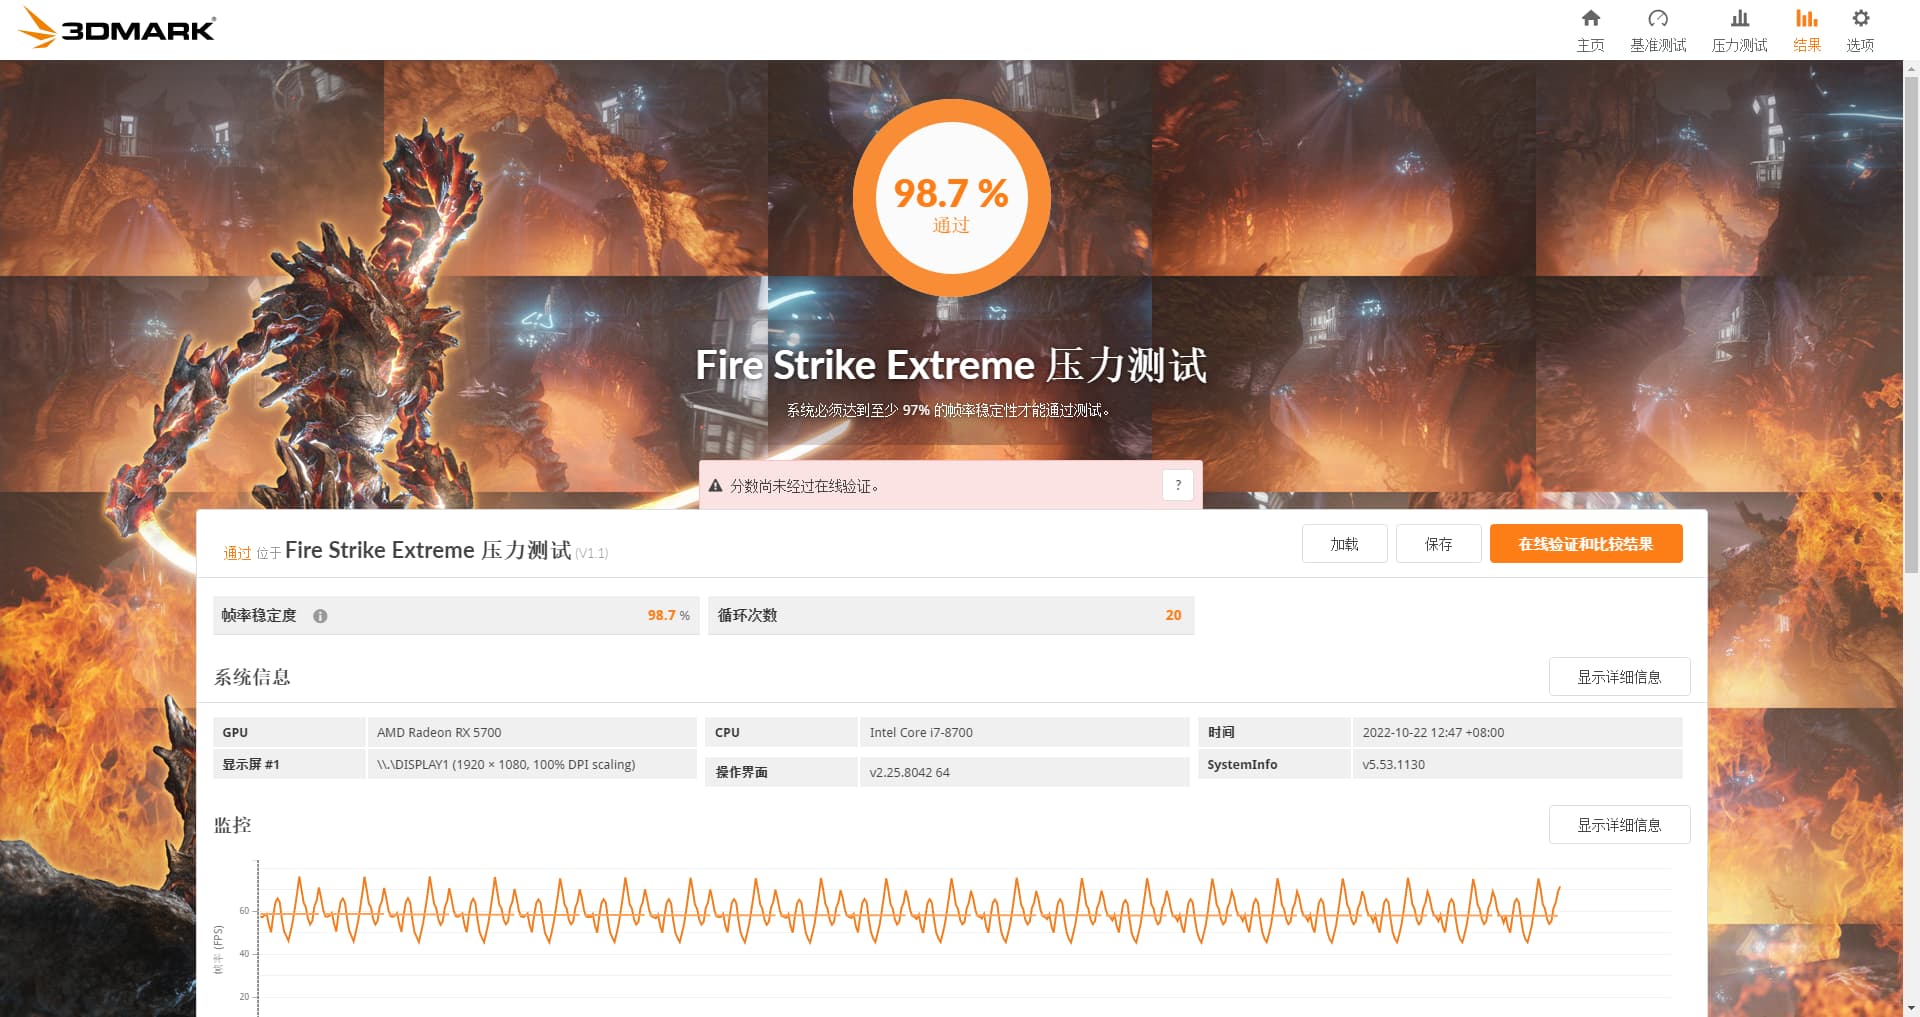 3DMARK®
主页
基准测试
压力测试
结果
选项
98.7 %
通过
Fire Strike Extreme 压力测试
系统必须达到至少 97% 的帧率稳定性才能通过测试。
分数尚未经过在线验证。
?
通过 位于 Fire Strike Extreme 压力测试 (V1.1)
加载
保存
在线验证和比较结果
帧率稳定度 98.7 %
循环次数 20
系统信息
显示详细信息
GPU AMD Radeon RX 5700
CPU Intel Core i7-8700
时间 2022-10-22 12:47 +08:00
显示屏 #1 \\.\DISPLAY1 (1920 × 1080, 100% DPI scaling)
操作界面 v2.25.8042 64
SystemInfo v5.53.1130
监控
显示详细信息
帧率 (FPS)
60
40
20